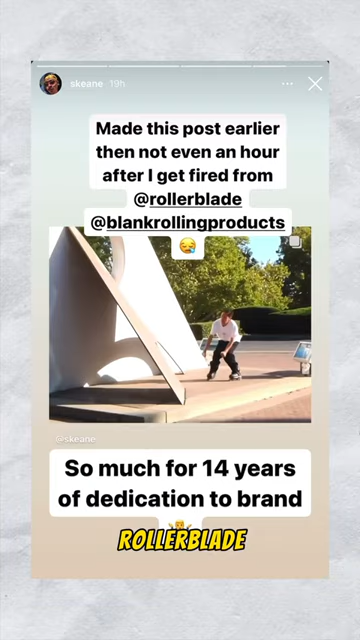 skeane 19h
Made this post earlier
then not even an hour
after I get fired from
@rollerblade
@blankrollingproducts
😪
@skeane
So much for 14 years
of dedication to brand
ROLLERBLADE